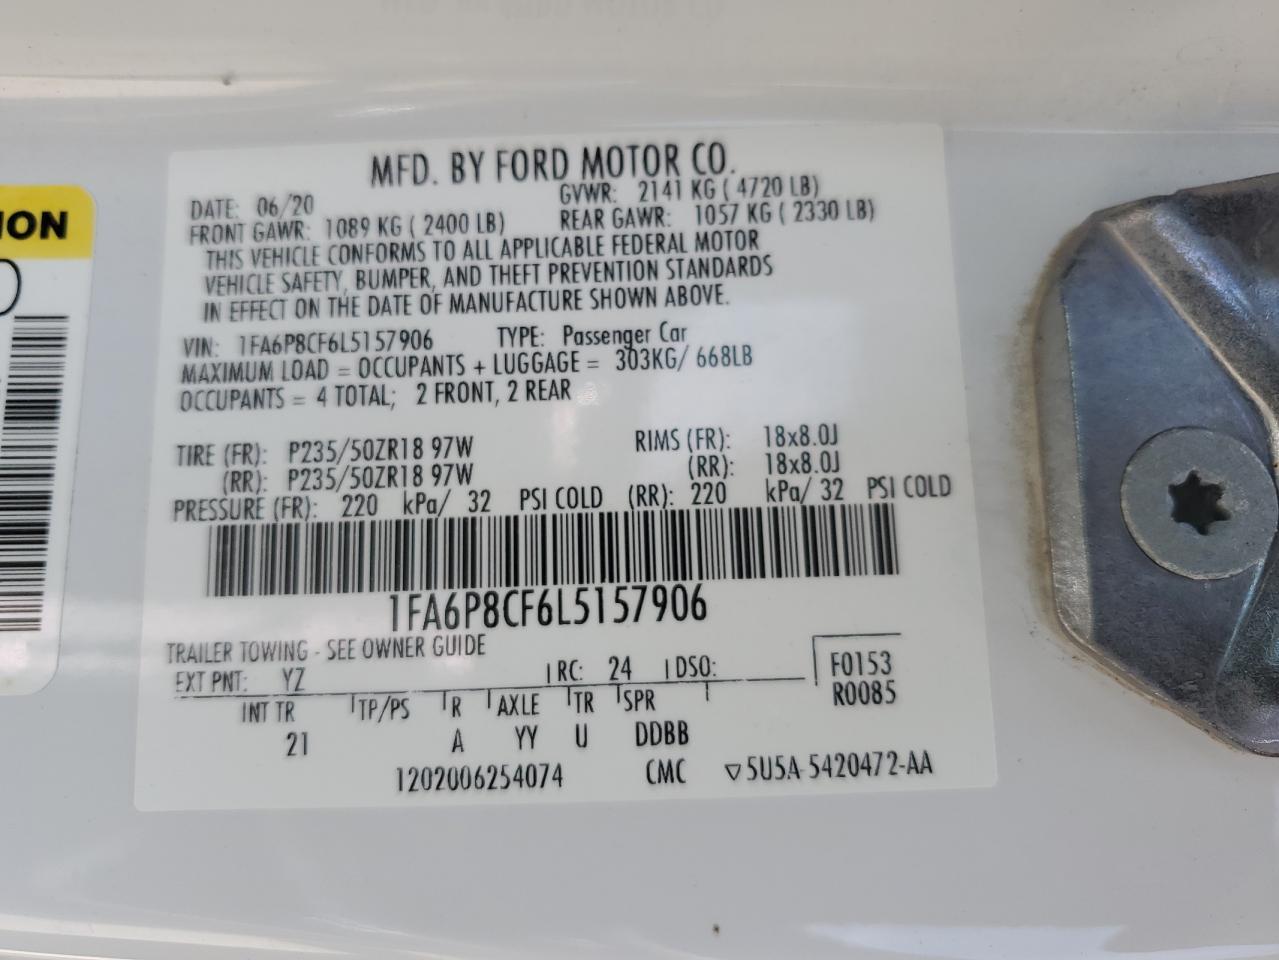 MFD. BY FORD MOTOR CO.
DATE: 06/20 GVWR: 2141 KG ( 4720 LB)
FRONT GAWR: 1089 KG ( 2400 LB) REAR GAWR: 1057 KG ( 2330 LB)
THIS VEHICLE CONFORMS TO ALL APPLICABLE FEDERAL MOTOR
VEHICLE SAFETY, BUMPER, AND THEFT PREVENTION STANDARDS
IN EFFECT ON THE DATE OF MANUFACTURE SHOWN ABOVE.
VIN: 1FA6P8CF6L5157906 TYPE: Passenger Car
MAXIMUM LOAD = OCCUPANTS + LUGGAGE = 303KG/ 668LB
OCCUPANTS = 4 TOTAL; 2 FRONT, 2 REAR
TIRE (FR): P235/50ZR18 97W RIMS (FR): 18x8.0J
(RR): P235/50ZR18 97W (RR): 18x8.0J
PRESSURE (FR): 220 kPa/ 32 PSI COLD (RR): 220 kPa/ 32 PSI COLD
1FA6P8CF6L5157906
TRAILER TOWING - SEE OWNER GUIDE
EXT PNT: YZ RC: 24 DSO: F0153
R0085
INT TR TP/PS R AXLE TR SPR
21 A YY U DDBB
1202006254074 CMC ▽5U5A-5420472-AA
ION